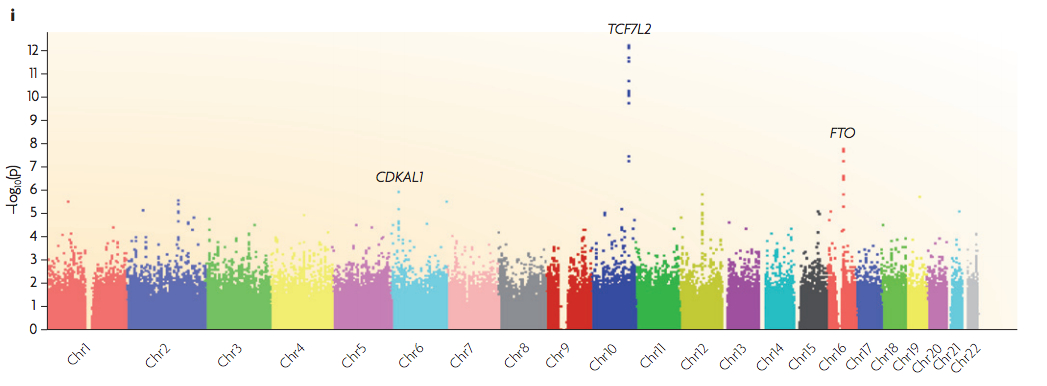 i
TCF7L2
FTO
CDKAL1
–log10(p)
12
11
10
9
8
7
6
5
4
3
2
1
0
Chr1
Chr2
Chr3
Chr4
Chr5
Chr6
Chr7
Chr8
Chr9
Chr10
Chr11
Chr12
Chr13
Chr14
Chr15
Chr16
Chr17
Chr18
Chr19
Chr20
Chr21
Chr22